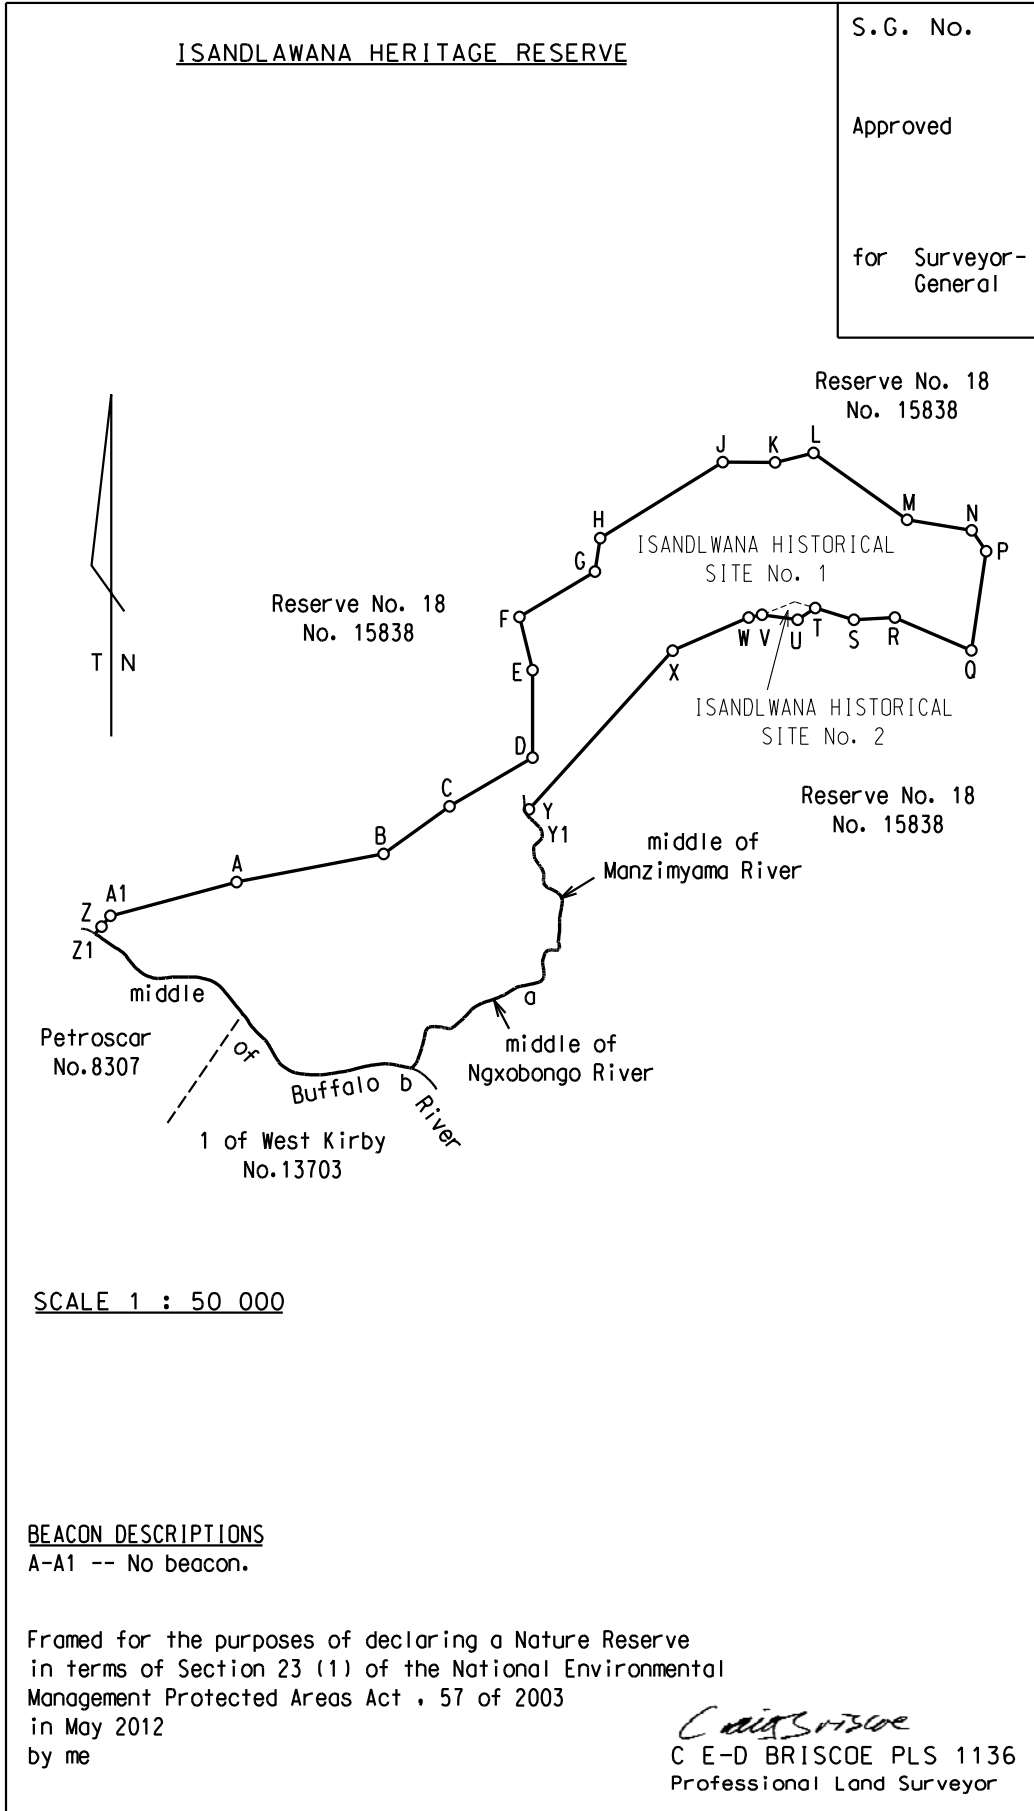 ISANDLAWANA HERITAGE RESERVE
S.G. No.
Approved
for Surveyor-
General
Reserve No. 18
No. 15838
J
K
L
M
N
P
H
G
ISANDLWANA HISTORICAL
SITE No. 1
Reserve No. 18
No. 15838
F
E
T N
W
V
U
T
S
R
Q
X
ISANDLWANA HISTORICAL
SITE No. 2
D
C
Y
Y1
Reserve No. 18
No. 15838
B
middle of
Manzimyama River
A
A1
Z
Z1
middle
a
Petroscar
No.8307
of
middle of
Ngxobongo River
Buffalo
b
River
1 of West Kirby
No.13703
SCALE 1 : 50 000
BEACON DESCRIPTIONS
A-A1 -- No beacon.
Framed for the purposes of declaring a Nature Reserve
in terms of Section 23 (1) of the National Environmental
Management Protected Areas Act , 57 of 2003
in May 2012
by me
Craig Briscoe
C E-D BRISCOE PLS 1136
Professional Land Surveyor